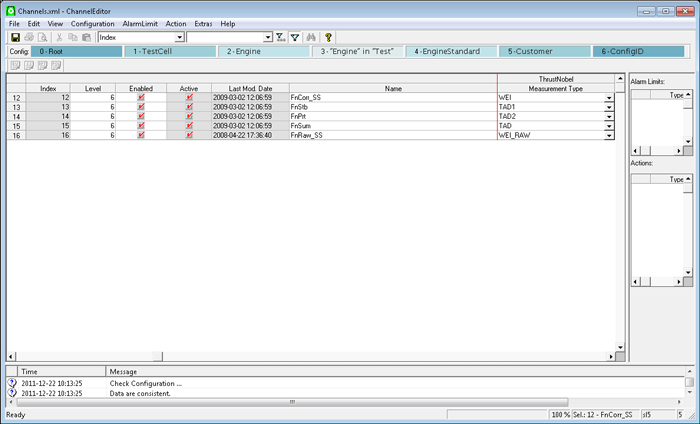 Channels.xml - ChannelEditor
File Edit View Configuration AlarmLimit Action Extras Help
Index
Config: 0 - Root 1 - TestCell 2 - Engine 3 - "Engine" in "Test" 4 - EngineStandard 5 - Customer 6 - ConfigID
ThrustNobel
Index Level Enabled Active Last Mod. Date Name Measurement Type
12 12 6 2009-03-02 12:06:59 FnCorr_SS WEI
13 13 6 2009-03-02 12:06:59 FnStb TAD1
14 14 6 2009-03-02 12:06:59 FnPrt TAD2
15 15 6 2009-03-02 12:06:59 FnSum TAD
16 16 6 2008-04-22 17:36:40 FnRaw_SS WEI_RAW
Alarm Limits:
Type
Actions:
Type
Time Message
2011-12-22 10:13:25 Check Configuration ...
2011-12-22 10:13:25 Data are consistent.
Ready 100 % Sel.: 12 - FnCorr_SS sl5 5